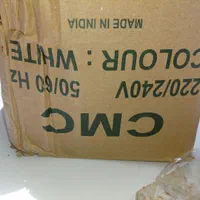 CMC
220/240V
50/60 Hz
COLOUR : WHITE
MADE IN INDIA